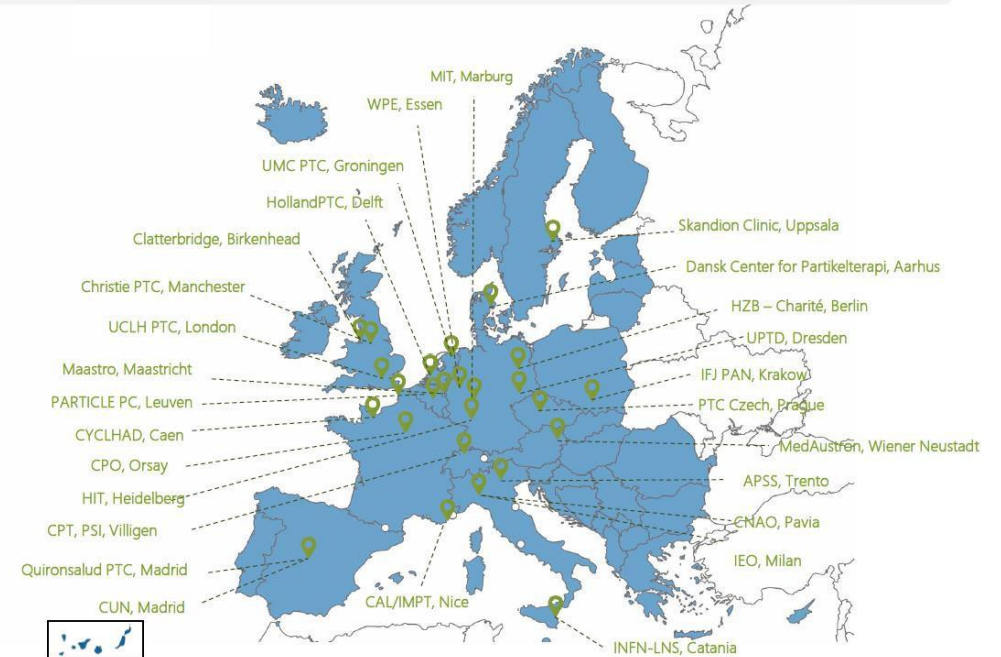 MIT, Marburg
WPE, Essen
UMC PTC, Groningen
HollandPTC, Delft
Clatterbridge, Birkenhead
Christie PTC, Manchester
UCLH PTC, London
Maastro, Maastricht
PARTICLE PC, Leuven
CYCLHAD, Caen
CPO, Orsay
HIT, Heidelberg
CPT, PSI, Villigen
Quironsalud PTC, Madrid
CUN, Madrid
CAL/IMPT, Nice
Skandion Clinic, Uppsala
Dansk Center for Partikelterapi, Aarhus
HZB – Charité, Berlin
UPTD, Dresden
IFJ PAN, Krakow
PTC Czech, Prague
MedAustron, Wiener Neustadt
APSS, Trento
CNAO, Pavia
IEO, Milan
INFN-LNS, Catania